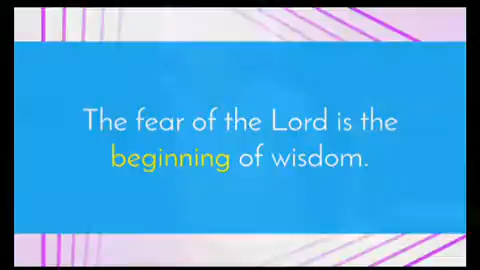 The fear of the Lord is the
beginning of wisdom.